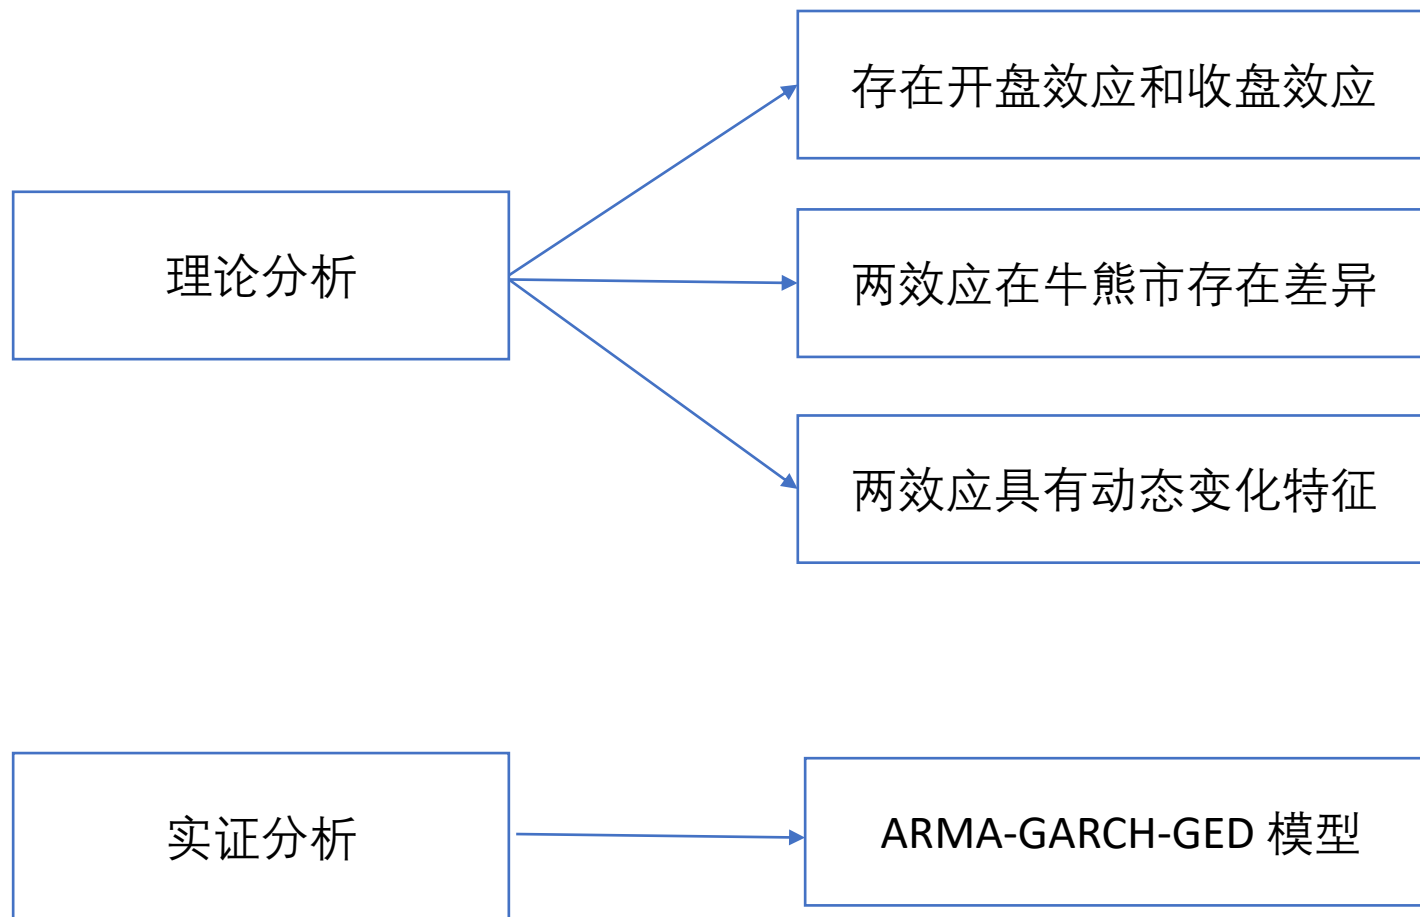 存在开盘效应和收盘效应
理论分析
两效应在牛熊市存在差异
两效应具有动态变化特征
实证分析
ARMA-GARCH-GED 模型